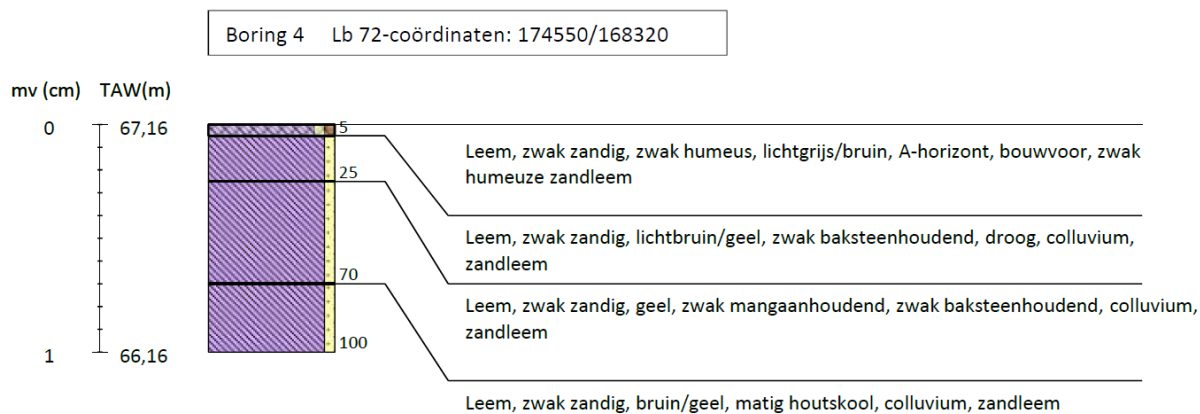 Boring 4 Lb 72-coördinaten: 174550/168320
mv (cm) TAW(m)
0 67,16
5
Leem, zwak zandig, zwak humeus, lichtgrijs/bruin, A-horizont, bouwvoor, zwak
humeuze zandleem
25
Leem, zwak zandig, lichtbruin/geel, zwak baksteenhoudend, droog, colluvium,
zandleem
70
Leem, zwak zandig, geel, zwak mangaanhoudend, zwak baksteenhoudend, colluvium,
zandleem
100
1 66,16
Leem, zwak zandig, bruin/geel, matig houtskool, colluvium, zandleem